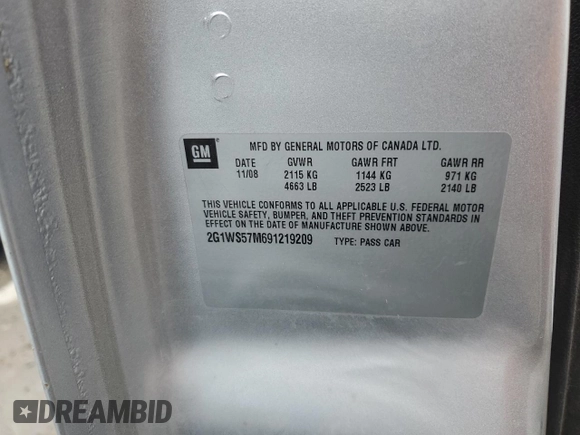 GM MFD BY GENERAL MOTORS OF CANADA LTD.
DATE GVWR GAWR FRT GAWR RR
11/08 2115 KG 1144 KG 971 KG
4663 LB 2523 LB 2140 LB
THIS VEHICLE CONFORMS TO ALL APPLICABLE U.S. FEDERAL MOTOR
VEHICLE SAFETY, BUMPER, AND THEFT PREVENTION STANDARDS IN
EFFECT ON THE DATE OF MANUFACTURE SHOWN ABOVE.
2G1WS57M691219209 TYPE: PASS CAR
DREAMBID